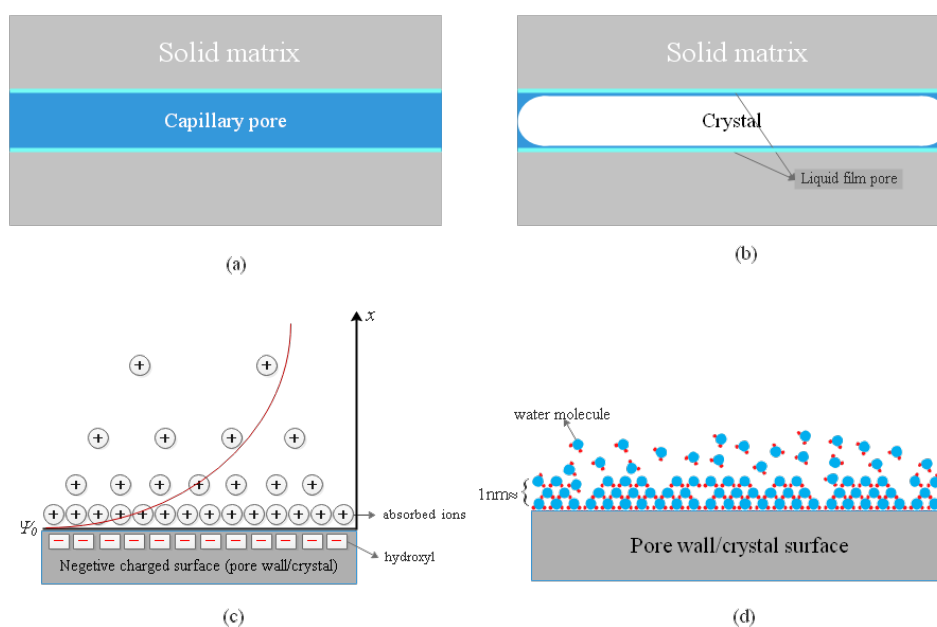 Solid matrix
Capillary pore
(a)
Solid matrix
Crystal
Liquid film pore
(b)
x
Ψ0
absorbed ions
hydroxyl
Negetive charged surface (pore wall/crystal)
(c)
water molecule
1nm≈
Pore wall/crystal surface
(d)